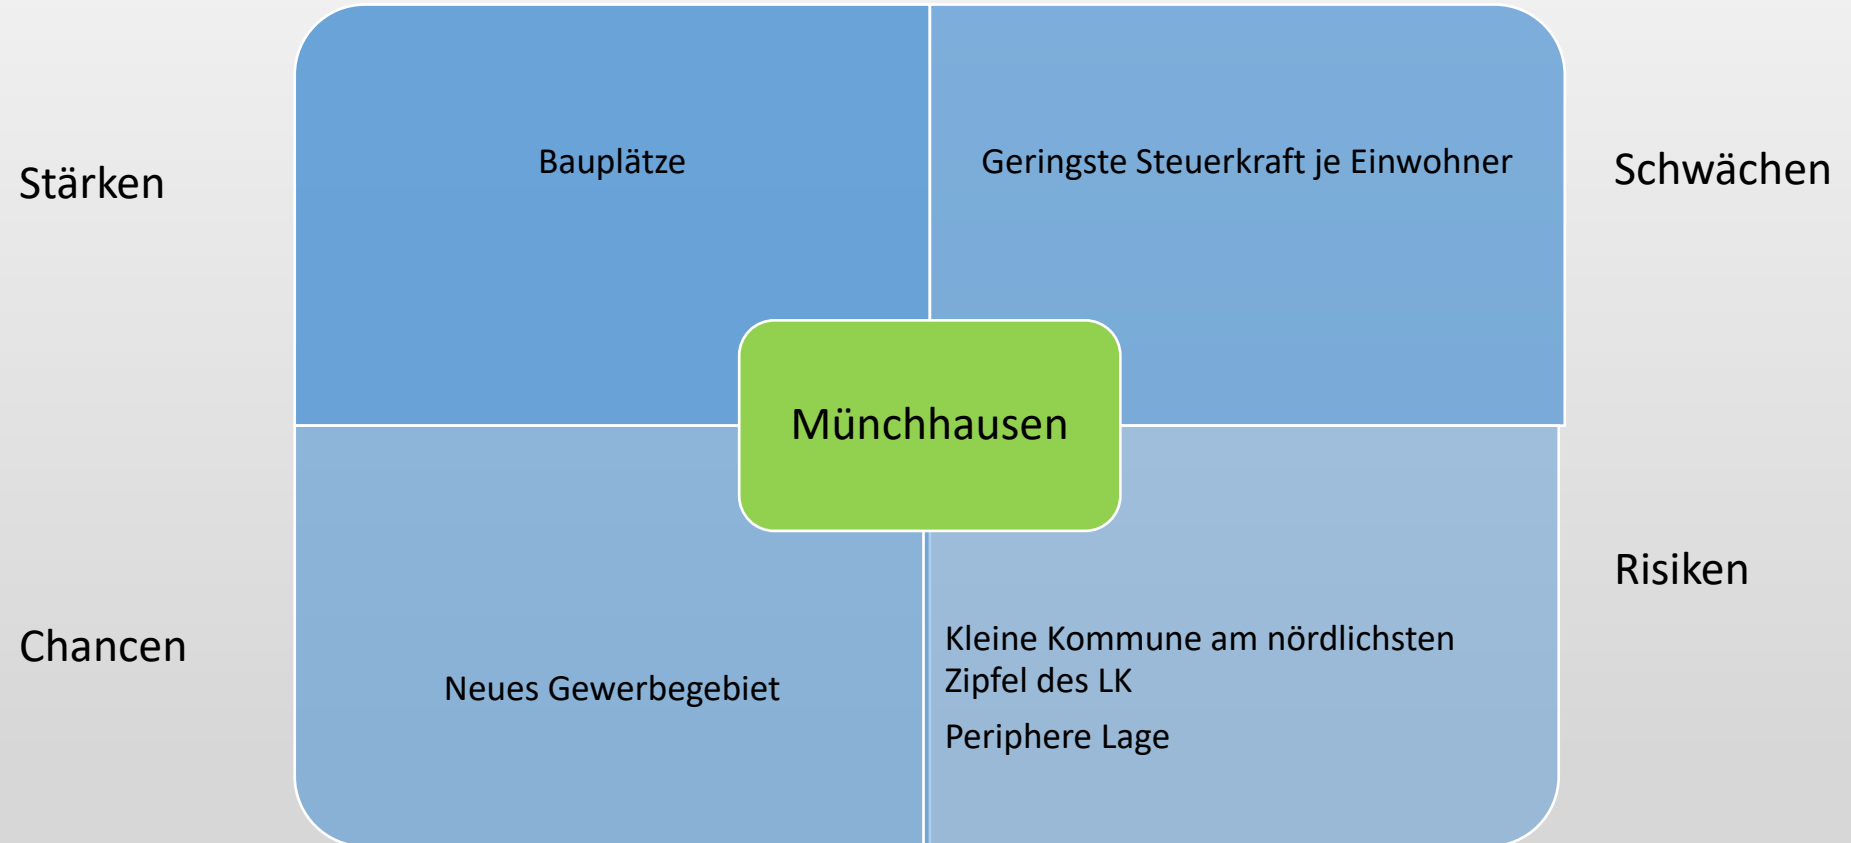 Stärken
Bauplätze
Geringste Steuerkraft je Einwohner
Schwächen
Münchhausen
Chancen
Neues Gewerbegebiet
Kleine Kommune am nördlichsten
Zipfel des LK
Periphere Lage
Risiken